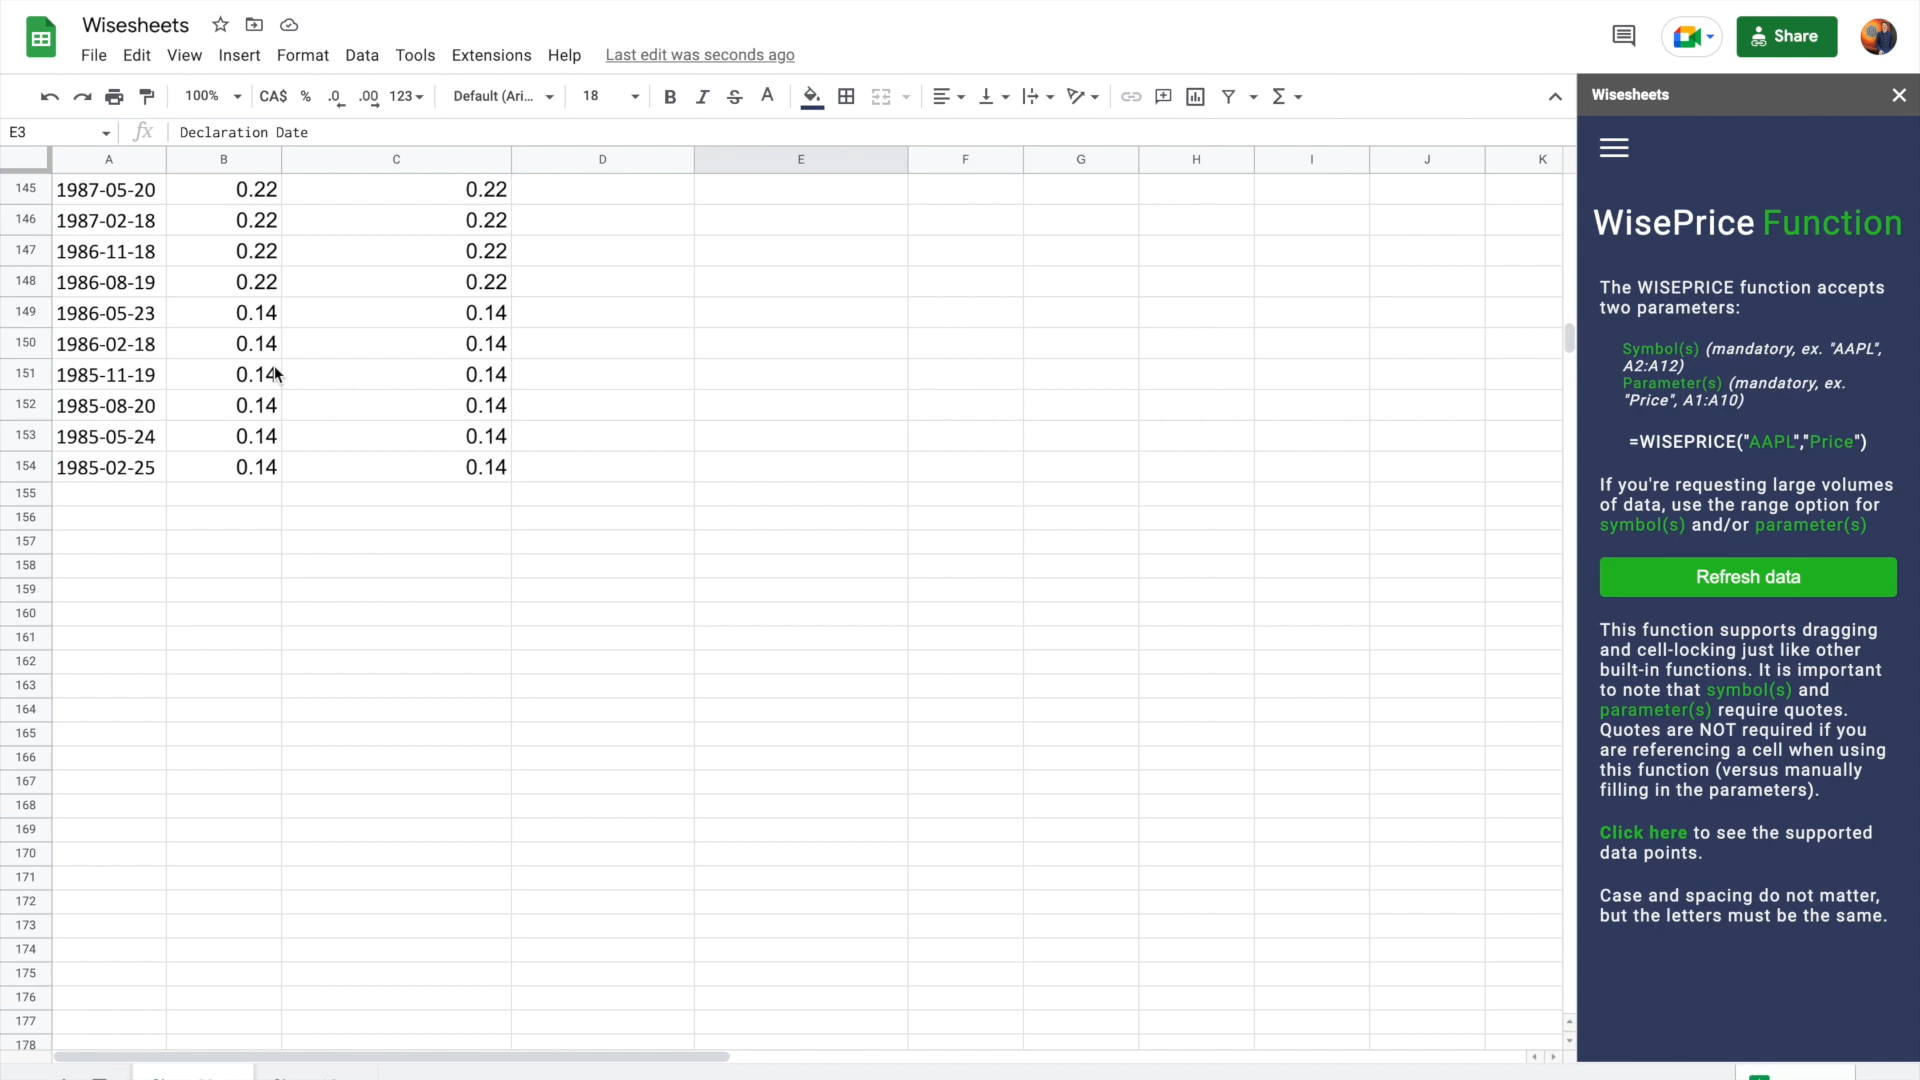 Wisesheets
File Edit View Insert Format Data Tools Extensions Help Last edit was seconds ago
Share
100% CA$ % .0 .00 123 Default (Ari... 18 B I S A Σ
Wisesheets
E3 fx Declaration Date
A B C D E F G H I J K
145 1987-05-20 0.22 0.22
146 1987-02-18 0.22 0.22
147 1986-11-18 0.22 0.22
148 1986-08-19 0.22 0.22
149 1986-05-23 0.14 0.14
150 1986-02-18 0.14 0.14
151 1985-11-19 0.14 0.14
152 1985-08-20 0.14 0.14
153 1985-05-24 0.14 0.14
154 1985-02-25 0.14 0.14
155
156
157
158
159
160
161
162
163
164
165
166
167
168
169
170
171
172
173
174
175
176
177
178
WisePrice Function
The WISEPRICE function accepts
two parameters:
Symbol(s) (mandatory, ex. "AAPL",
A2:A12)
Parameter(s) (mandatory, ex.
"Price", A1:A10)
=WISEPRICE("AAPL","Price")
If you're requesting large volumes
of data, use the range option for
symbol(s) and/or parameter(s)
Refresh data
This function supports dragging
and cell-locking just like other
built-in functions. It is important
to note that symbol(s) and
parameter(s) require quotes.
Quotes are NOT required if you
are referencing a cell when using
this function (versus manually
filling in the parameters).
Click here to see the supported
data points.
Case and spacing do not matter,
but the letters must be the same.